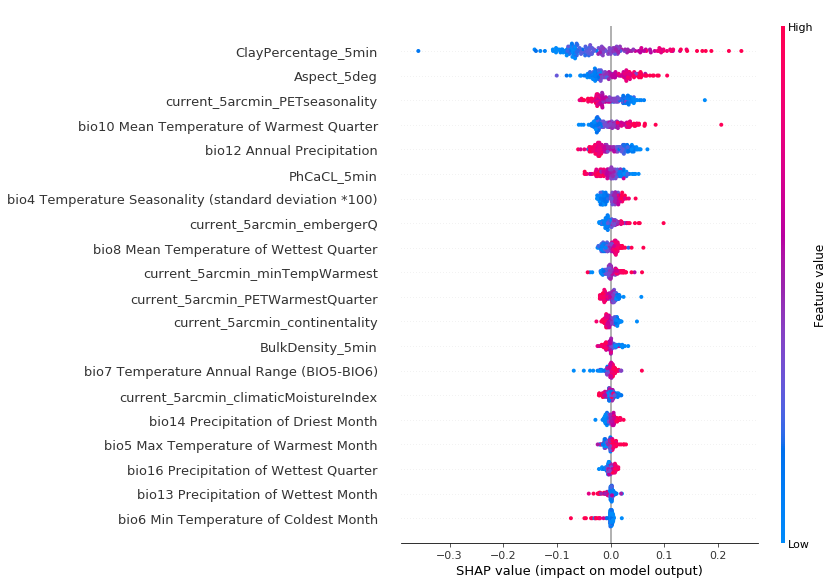 High
ClayPercentage_5min
Aspect_5deg
current_5arcmin_PETseasonality
bio10 Mean Temperature of Warmest Quarter
bio12 Annual Precipitation
PhCaCL_5min
bio4 Temperature Seasonality (standard deviation *100)
current_5arcmin_embergerQ
bio8 Mean Temperature of Wettest Quarter
current_5arcmin_minTempWarmest
current_5arcmin_PETWarmestQuarter
current_5arcmin_continentality
BulkDensity_5min
bio7 Temperature Annual Range (BIO5-BIO6)
current_5arcmin_climaticMoistureIndex
bio14 Precipitation of Driest Month
bio5 Max Temperature of Warmest Month
bio16 Precipitation of Wettest Quarter
bio13 Precipitation of Wettest Month
bio6 Min Temperature of Coldest Month
Feature value
Low
−0.3 −0.2 −0.1 0.0 0.1 0.2
SHAP value (impact on model output)